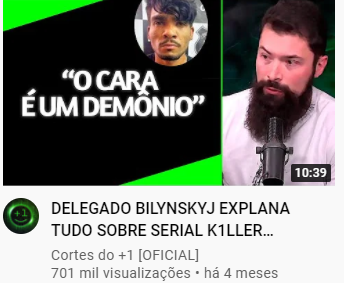 “O CARA
É UM DEMÔNIO”
10:39
+1
DELEGADO BILYNSKYJ EXPLANA
TUDO SOBRE SERIAL K1LLER...
Cortes do +1 [OFICIAL]
701 mil visualizações • há 4 meses